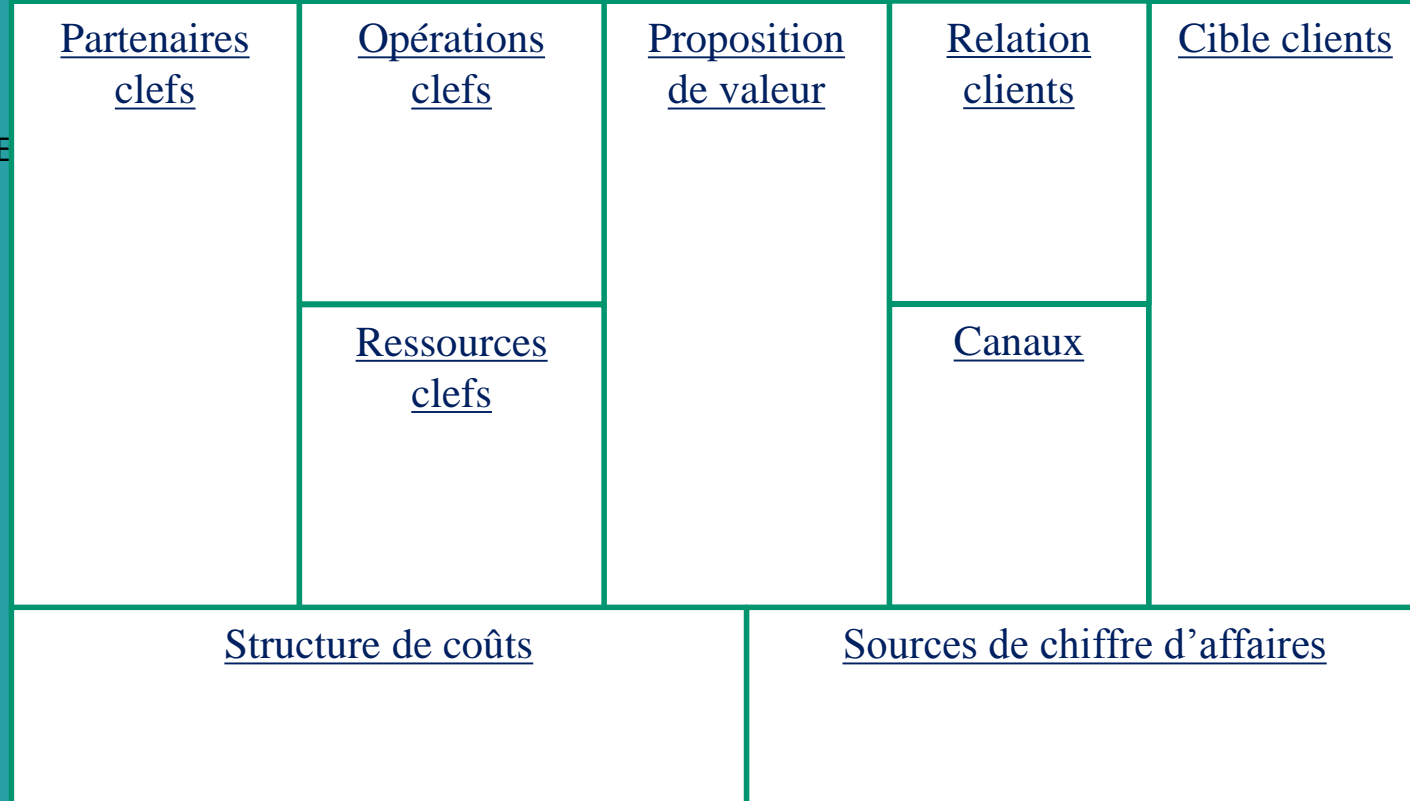 Partenaires
clefs
Opérations
clefs
Proposition
de valeur
Relation
clients
Cible clients
Ressources
clefs
Canaux
Structure de coûts
Sources de chiffre d’affaires